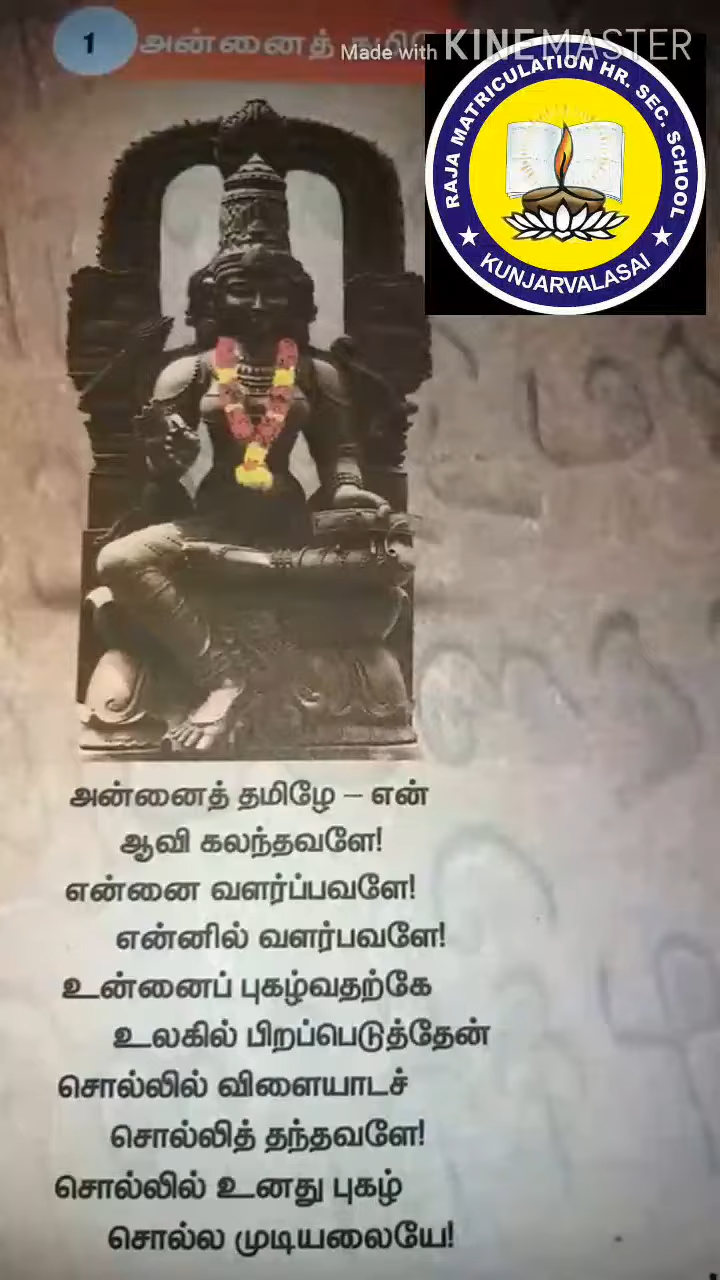 1 அன்னைத் தமிழே
Made with KINEMASTER
RAJA MATRICULATION HR. SEC. SCHOOL
★ KUNJARVALASAI ★
அன்னைத் தமிழே – என்
ஆவி கலந்தவளே!
என்னை வளர்ப்பவளே!
என்னில் வளர்பவளே!
உன்னைப் புகழ்வதற்கே
உலகில் பிறப்பெடுத்தேன்
சொல்லில் விளையாடச்
சொல்லித் தந்தவளே!
சொல்லில் உனது புகழ்
சொல்ல முடியலையே!